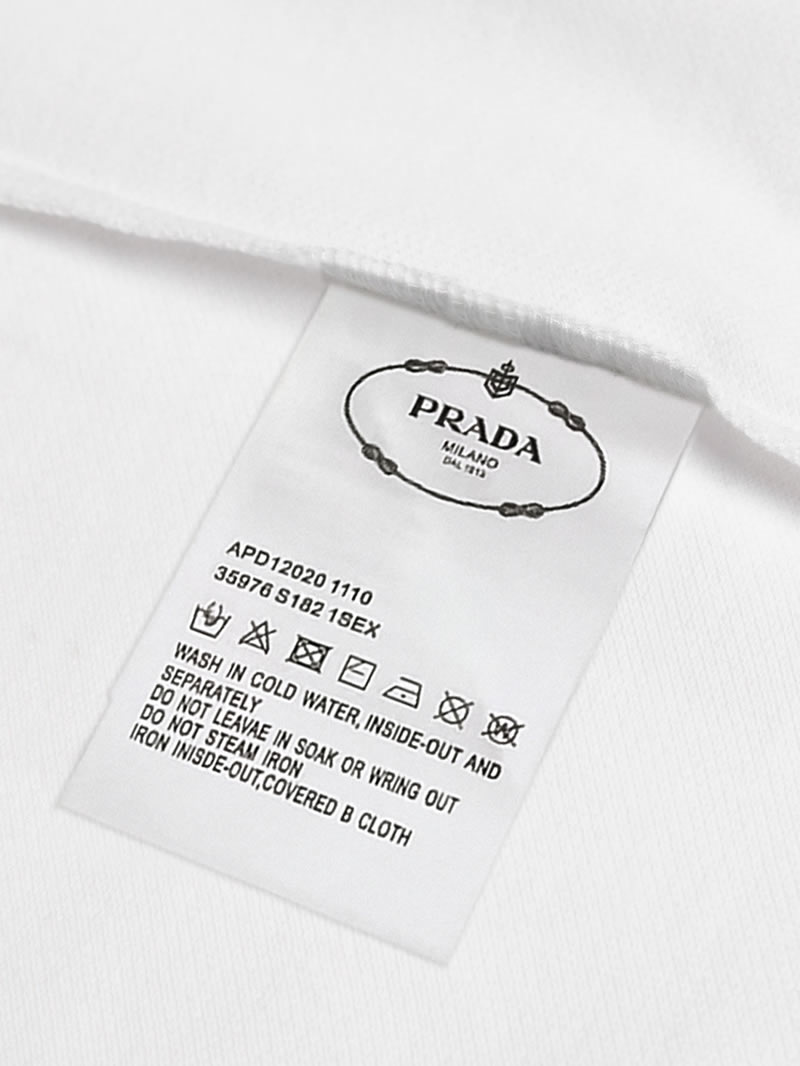 PRADA
MILANO
DAL 1913
APD12020 1110
35976 S182 1SEX
WASH IN COLD WATER, INSIDE-OUT AND
SEPARATELY
DO NOT LEAVAE IN SOAK OR WRING OUT
DO NOT STEAM IRON
IRON INISDE-OUT,COVERED B CLOTH